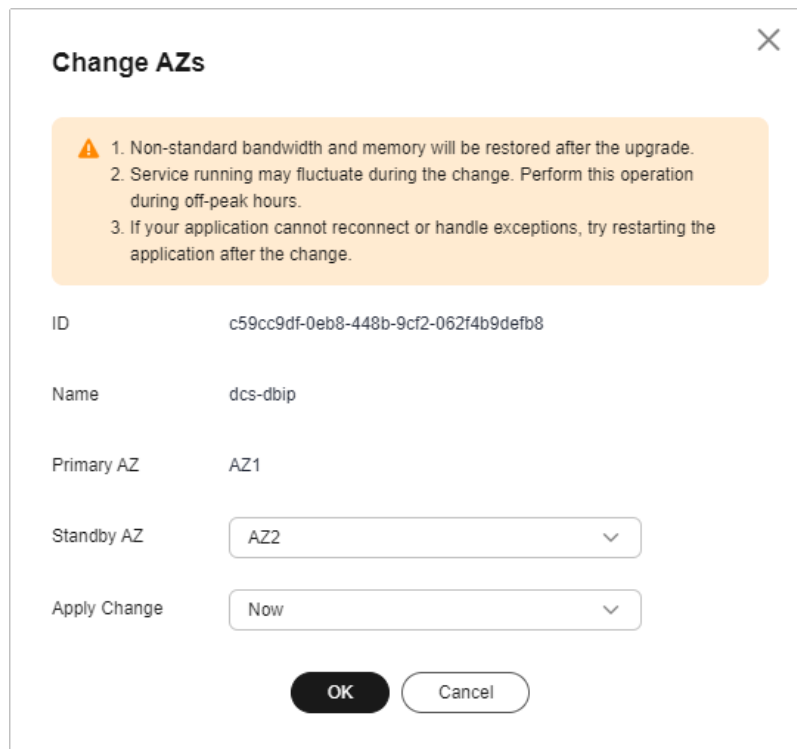 Change AZs
1. Non-standard bandwidth and memory will be restored after the upgrade.
2. Service running may fluctuate during the change. Perform this operation
during off-peak hours.
3. If your application cannot reconnect or handle exceptions, try restarting the
application after the change.
ID c59cc9df-0eb8-448b-9cf2-062f4b9defb8
Name dcs-dbip
Primary AZ AZ1
Standby AZ AZ2
Apply Change Now
OK Cancel